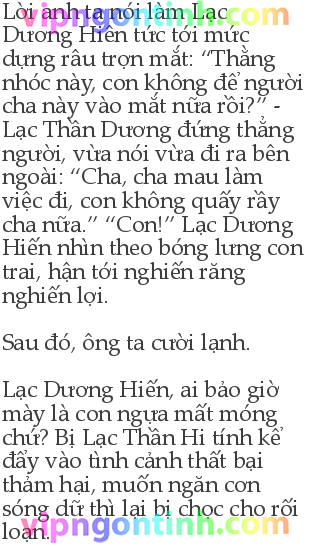 Lời anh ta nói làm Lạc
Dương Hiến tức tới mức
dựng râu trợn mắt: “Thằng
nhóc này, con không để người
cha này vào mắt nữa rồi?” -
Lạc Thần Dương đứng thẳng
người, vừa nói vừa đi ra bên
ngoài: “Cha, cha mau làm
việc đi, con không quấy rầy
cha nữa.” “Con!” Lạc Dương
Hiến nhìn theo bóng lưng con
trai, hận tới nghiến răng
nghiến lợi.
Sau đó, ông ta cười lạnh.
Lạc Dương Hiến, ai bảo giờ
mày là con ngựa mất móng
chứ? Bị Lạc Thần Hi tính kể
đẩy vào tình cảnh thất bại
thảm hại, muốn ngăn cơn
sóng dữ thì lại bị chọc cho rối
loạn.
vipngontinh.com
vipngontinh.com